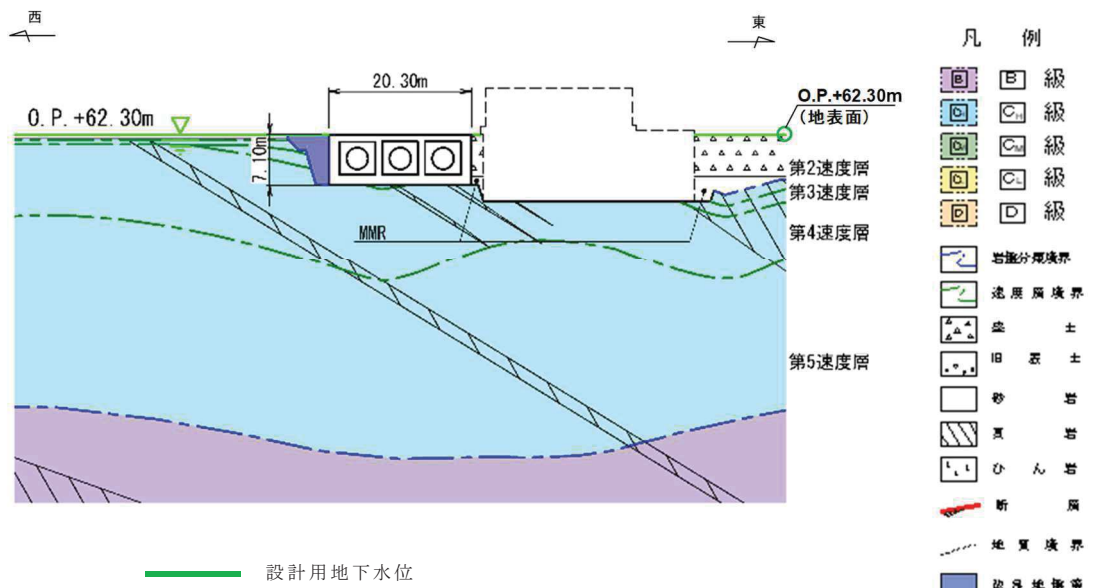 西
東
20.30m
O.P.+62.30m
O.P.+62.30m
(地表面)
7.10m
第2速度層
第3速度層
第4速度層
MMR
第5速度層
設計用地下水位
凡 例
B B 級
CH 級
CM 級
CL 級
D D 級
岩盤分類境界
速度層境界
盛 土
旧 表 土
砂 岩
頁 岩
ひ ん 岩
断 層
地 質 境 界